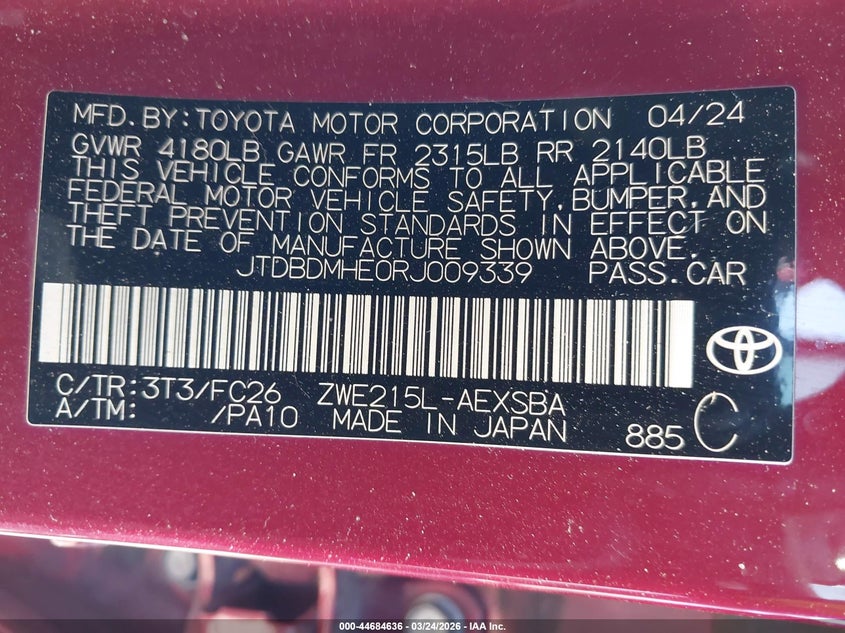 MFD.BY:TOYOTA MOTOR CORPORATION 04/24
GVWR 4180LB GAWR FR 2315LB RR 2140LB
THIS VEHICLE CONFORMS TO ALL APPLICABLE
FEDERAL MOTOR VEHICLE SAFETY,BUMPER,AND
THEFT PREVENTION STANDARDS IN EFFECT ON
THE DATE OF MANUFACTURE SHOWN ABOVE.
JTDBDMHE0RJ009339 PASS.CAR
C/TR:3T3/FC26 ZWE215L-AEXSBA
A/TM: /PA10 MADE IN JAPAN 885 C
000-44684636 - 03/24/2026 - IAA Inc.